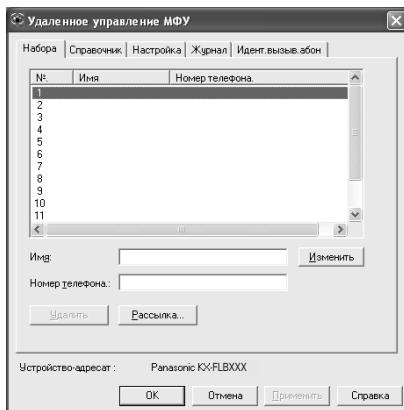 Удаленное управление МФУ
Набора Справочник Настройка Журнал Идент.вызыв.абон
№. Имя Номер телефона.
1
2
3
4
5
6
7
8
9
10
11
Имя: Изменить
Номер телефона.:
Удалить Рассылка...
Устройство-адресат : Panasonic KX-FLBXXX
OK Отмена Применить Справка